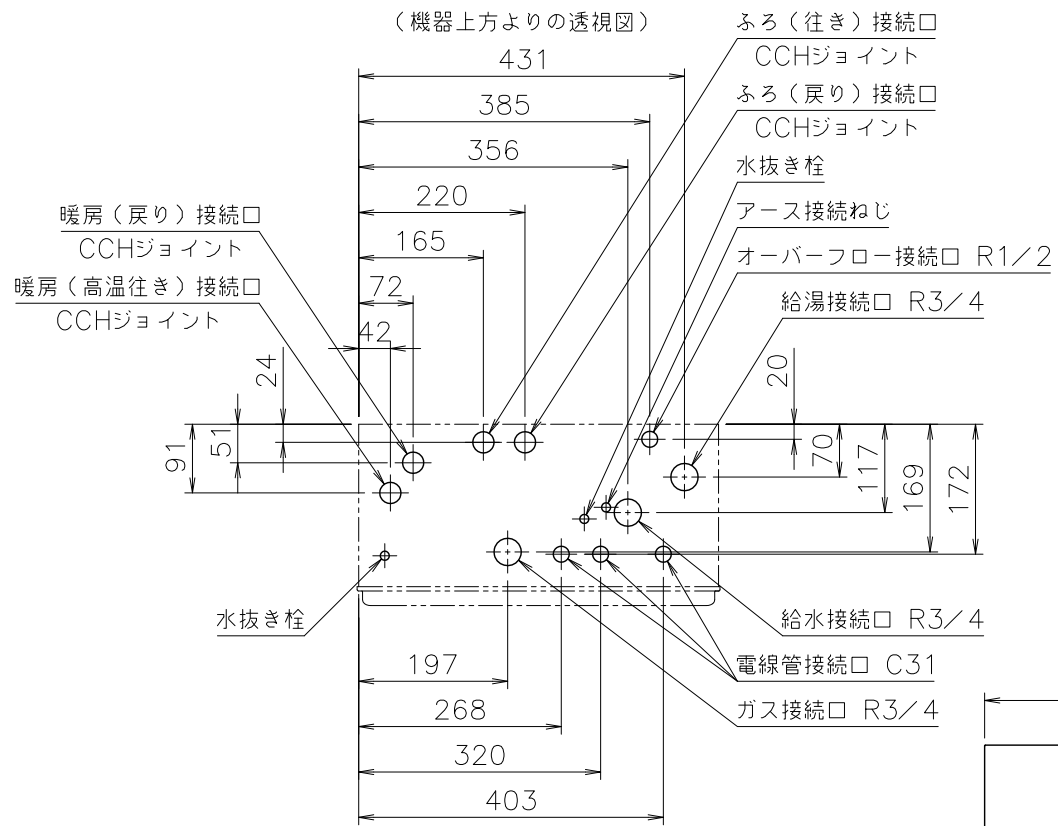 （機器上方よりの透視図）
ふろ（往き）接続口
CCHジョイント
431
ふろ（戻り）接続口
CCHジョイント
385
356
水抜き栓
220
アース接続ねじ
暖房（戻り）接続口
CCHジョイント
165
オーバーフロー接続口 R1/2
72
暖房（高温往き）接続口
CCHジョイント
給湯接続口 R3/4
42
24
20
51
91
70
117
169
172
水抜き栓
給水接続口 R3/4
197
電線管接続口 C31
268
ガス接続口 R3/4
320
403